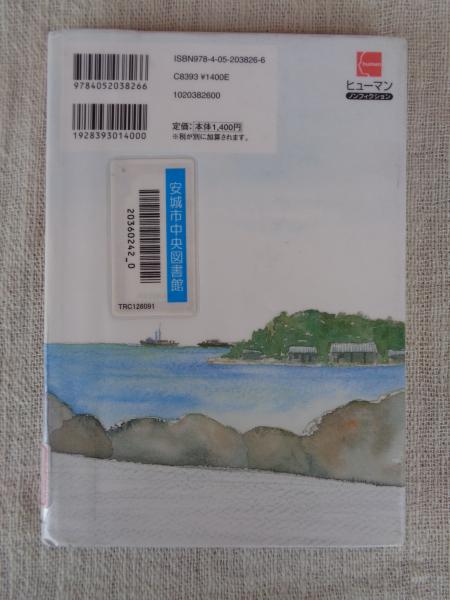 9784052038266
1928393014000
ISBN978-4-05-203826-6
C8393 ¥1400E
1020382600
定価：本体1,400円
※税が別に加算されます。
human
ヒューマン
ノンフィクション
安城市中央図書館
20360242_0
TRC128091